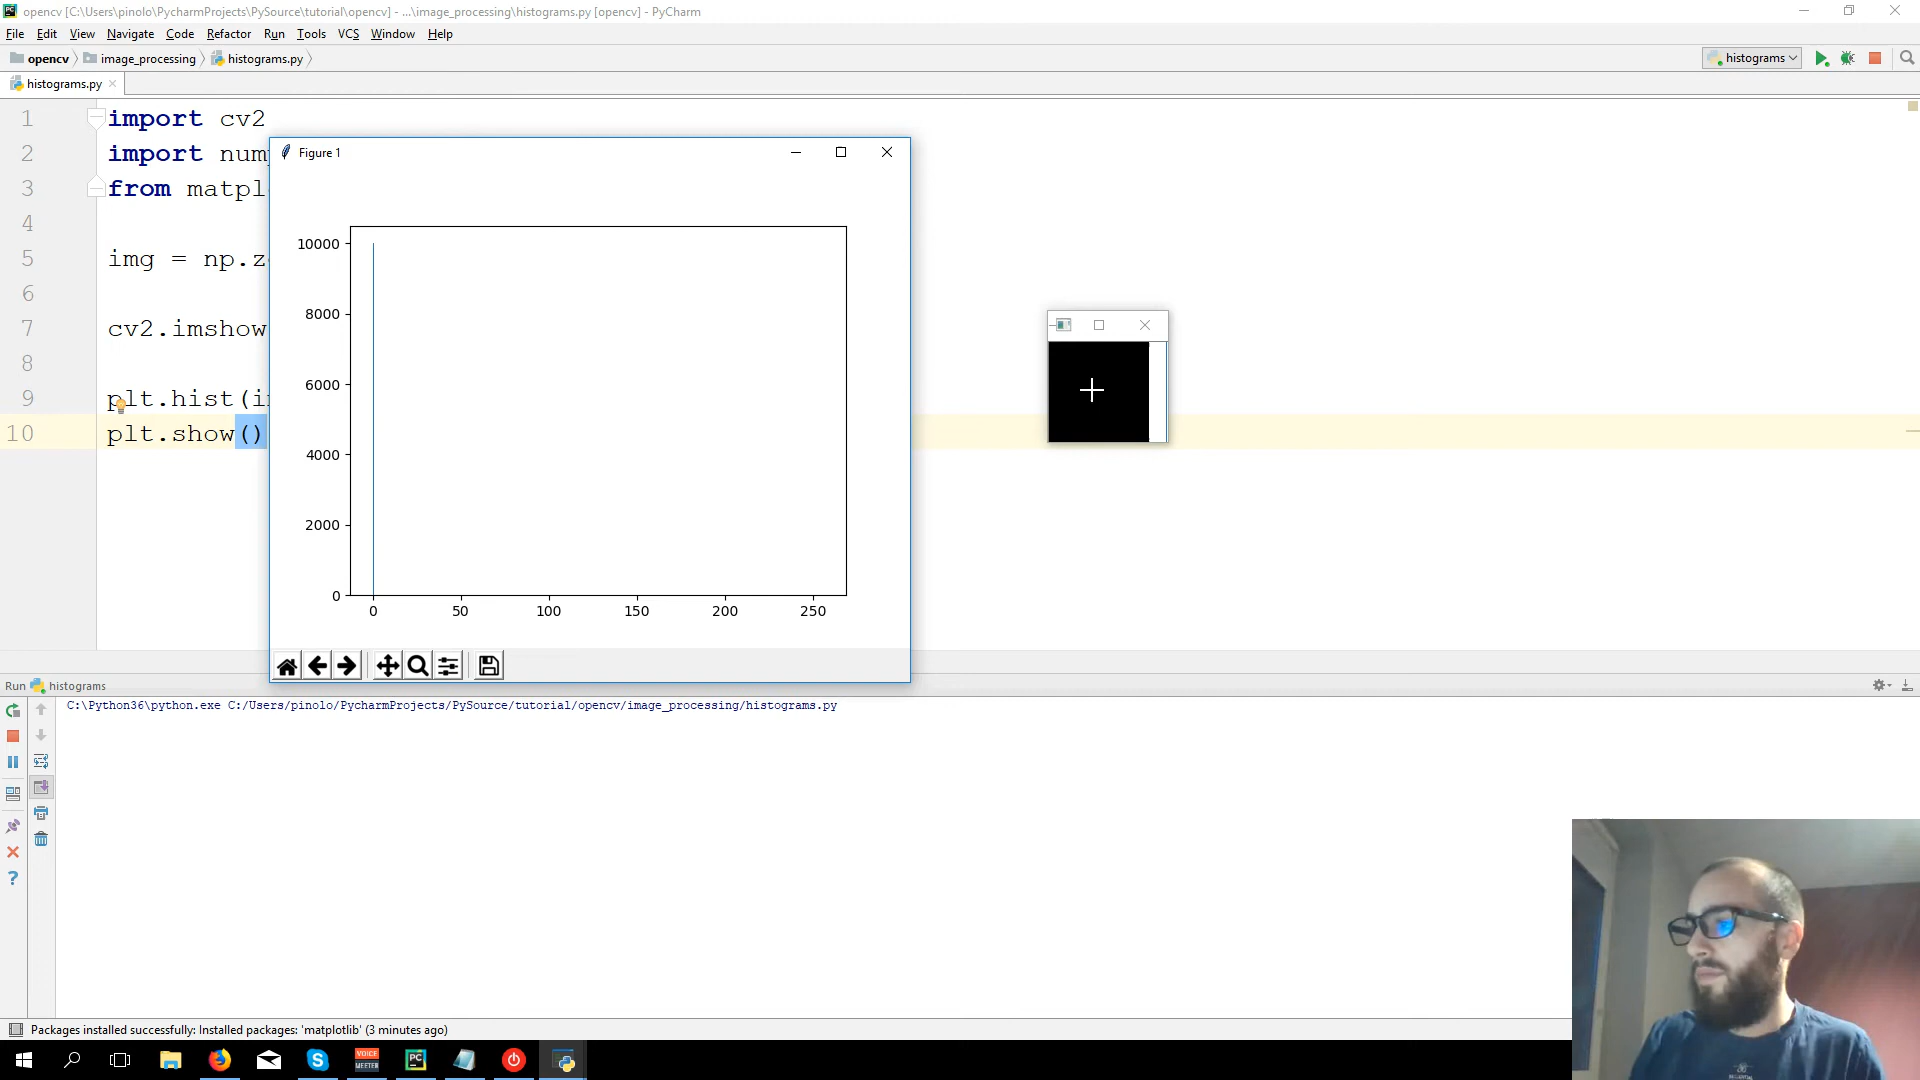 opencv [C:\Users\pinolo\PycharmProjects\PySource\tutorial\opencv] - ...\image_processing\histograms.py [opencv] - PyCharm
File Edit View Navigate Code Refactor Run Tools VCS Window Help
opencv image_processing histograms.py histograms
histograms.py
1 import cv2
2 import nump
3 from matpl
4
5 img = np.z
6
7 cv2.imshow
8
9 plt.hist(i
10 plt.show()
Figure 1
10000
8000
6000
4000
2000
0
0 50 100 150 200 250
Run histograms
C:\Python36\python.exe C:/Users/pinolo/PycharmProjects/PySource/tutorial/opencv/image_processing/histograms.py
Packages installed successfully: Installed packages: 'matplotlib' (3 minutes ago)
VOICE
MEETER
PC